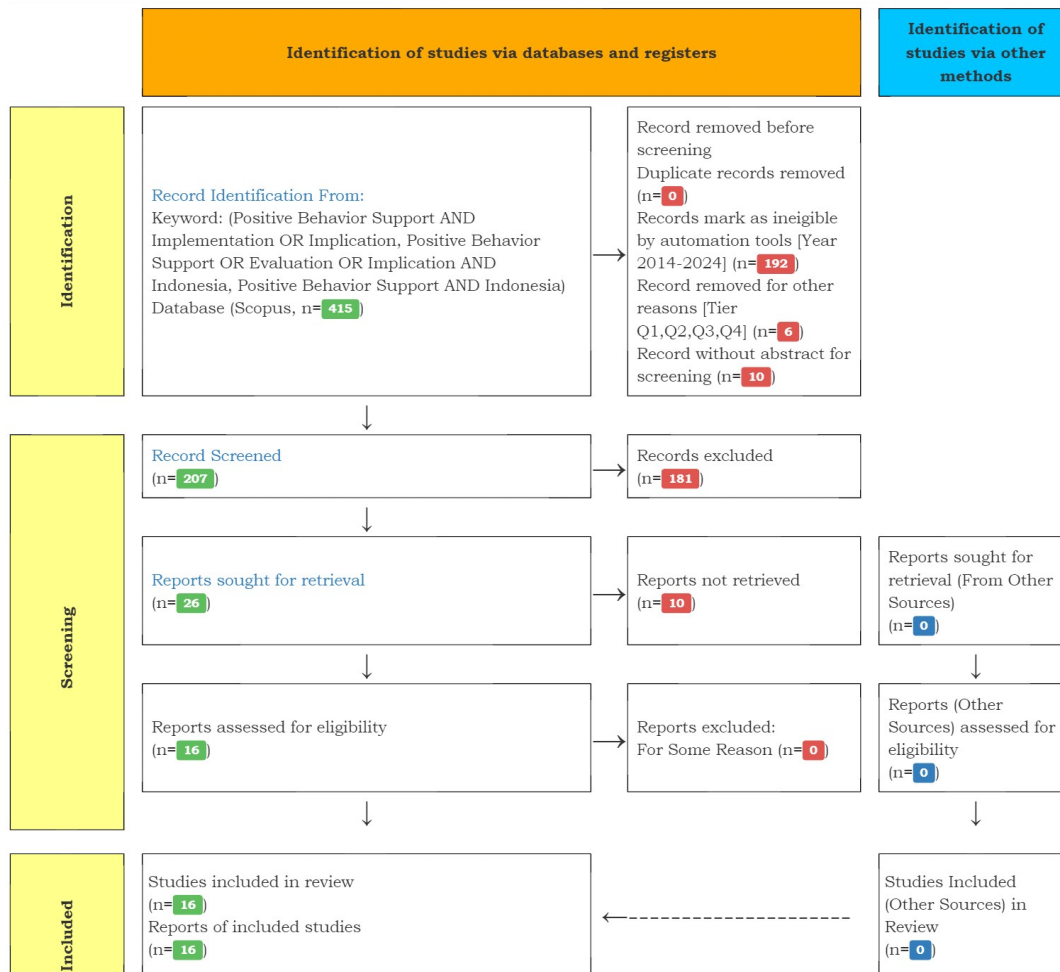 Identification of studies via databases and registers
Identification of
studies via other
methods
Identification
Record Identification From:
Keyword: (Positive Behavior Support AND
Implementation OR Implication, Positive Behavior
Support OR Evaluation OR Implication AND
Indonesia, Positive Behavior Support AND Indonesia)
Database (Scopus, n=415)
Record removed before
screening
Duplicate records removed
(n=0)
Records mark as ineigible
by automation tools [Year
2014-2024] (n=192)
Record removed for other
reasons [Tier
Q1,Q2,Q3,Q4] (n=6)
Record without abstract for
screening (n=10)
Screening
Record Screened
(n=207)
Records excluded
(n=181)
Reports sought for retrieval
(n=26)
Reports not retrieved
(n=10)
Reports sought for
retrieval (From Other
Sources)
(n=0)
Reports assessed for eligibility
(n=16)
Reports excluded:
For Some Reason (n=0)
Reports (Other
Sources) assessed for
eligibility
(n=0)
Included
Studies included in review
(n=16)
Reports of included studies
(n=16)
Studies Included
(Other Sources) in
Review
(n=0)